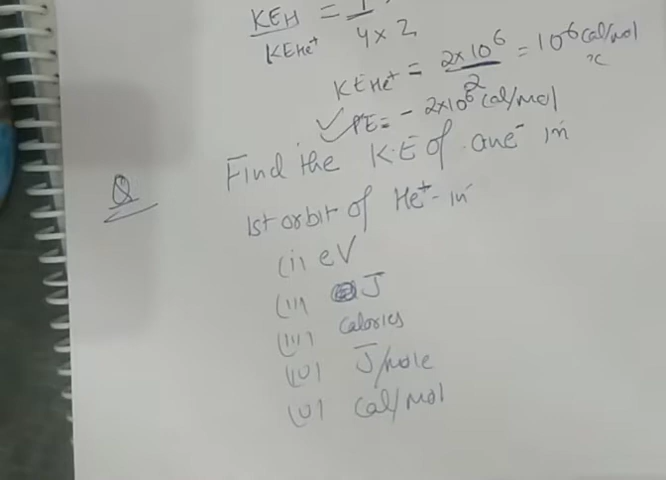 KEH / KEHe+ = 1 / 4 × 2
KEHe+ = 2×10^6 / 2 = 10^6 cal/mol
PE = - 2×10^6 cal/mol
Q Find the K.E of one- in
1st orbit of He+ - in
(i) eV
(ii) J
(iii) calories
(iv) J/mole
(v) cal/mol